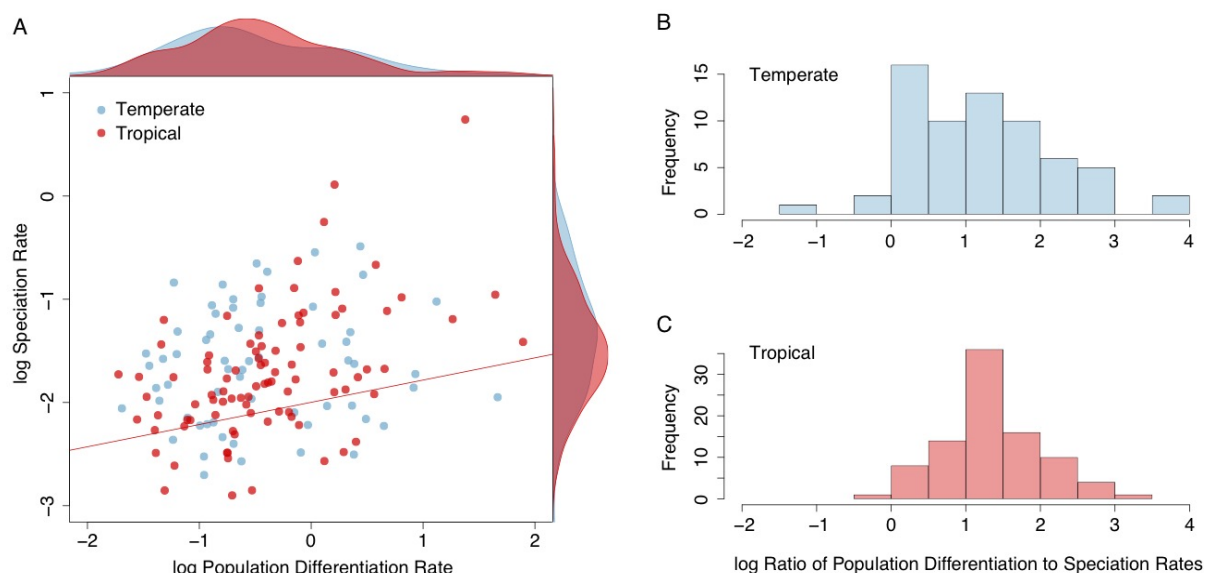 A
Temperate
Tropical
1
0
−1
−2
−3
log Speciation Rate
−2 −1 0 1 2
log Population Differentiation Rate
B
Temperate
15
10
5
0
Frequency
−2 −1 0 1 2 3 4
C
Tropical
30
20
10
0
Frequency
−2 −1 0 1 2 3 4
log Ratio of Population Differentiation to Speciation Rates